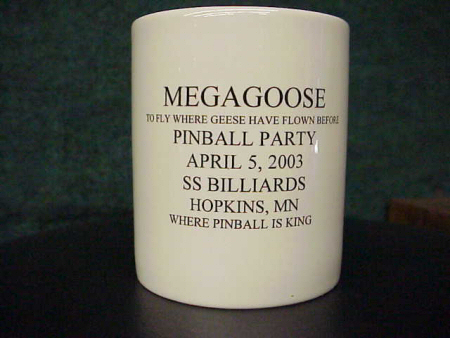 MEGAGOOSE
TO FLY WHERE GEESE HAVE FLOWN BEFORE
PINBALL PARTY
APRIL 5, 2003
SS BILLIARDS
HOPKINS, MN
WHERE PINBALL IS KING